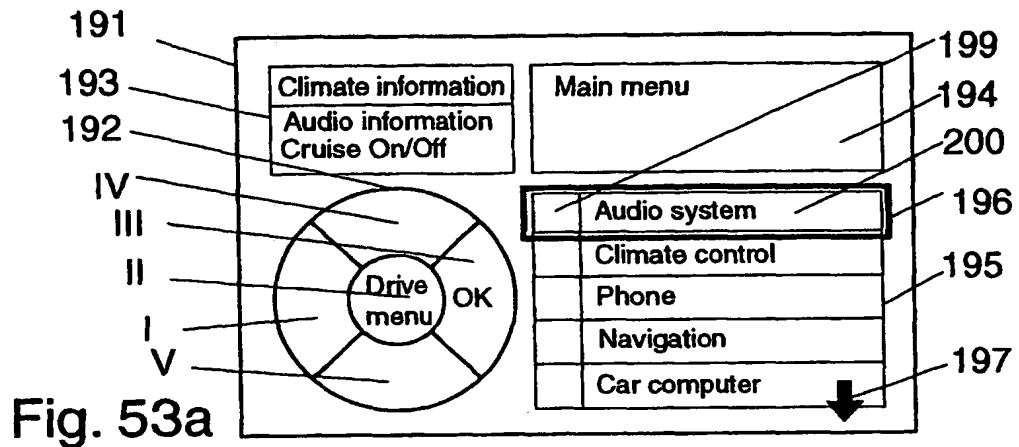 191
193
192
IV
III
II
I
V
Climate information
Audio information
Cruise On/Off
Main menu
Drive
menu
OK
Audio system
Climate control
Phone
Navigation
Car computer
199
194
200
196
195
197
Fig. 53a